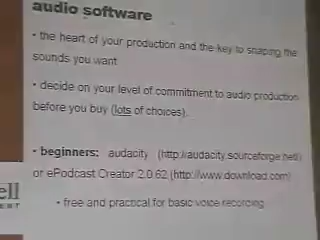 audio software
• the heart of your production and the key to shaping the
sounds you want
• decide on your level of commitment to audio production
before you buy (lots of choices).
• beginners: audacity (http://audacity.sourceforge.net/)
or ePodcast Creator 2.0.62 (http://www.download.com)
• free and practical for basic voice recording
ell